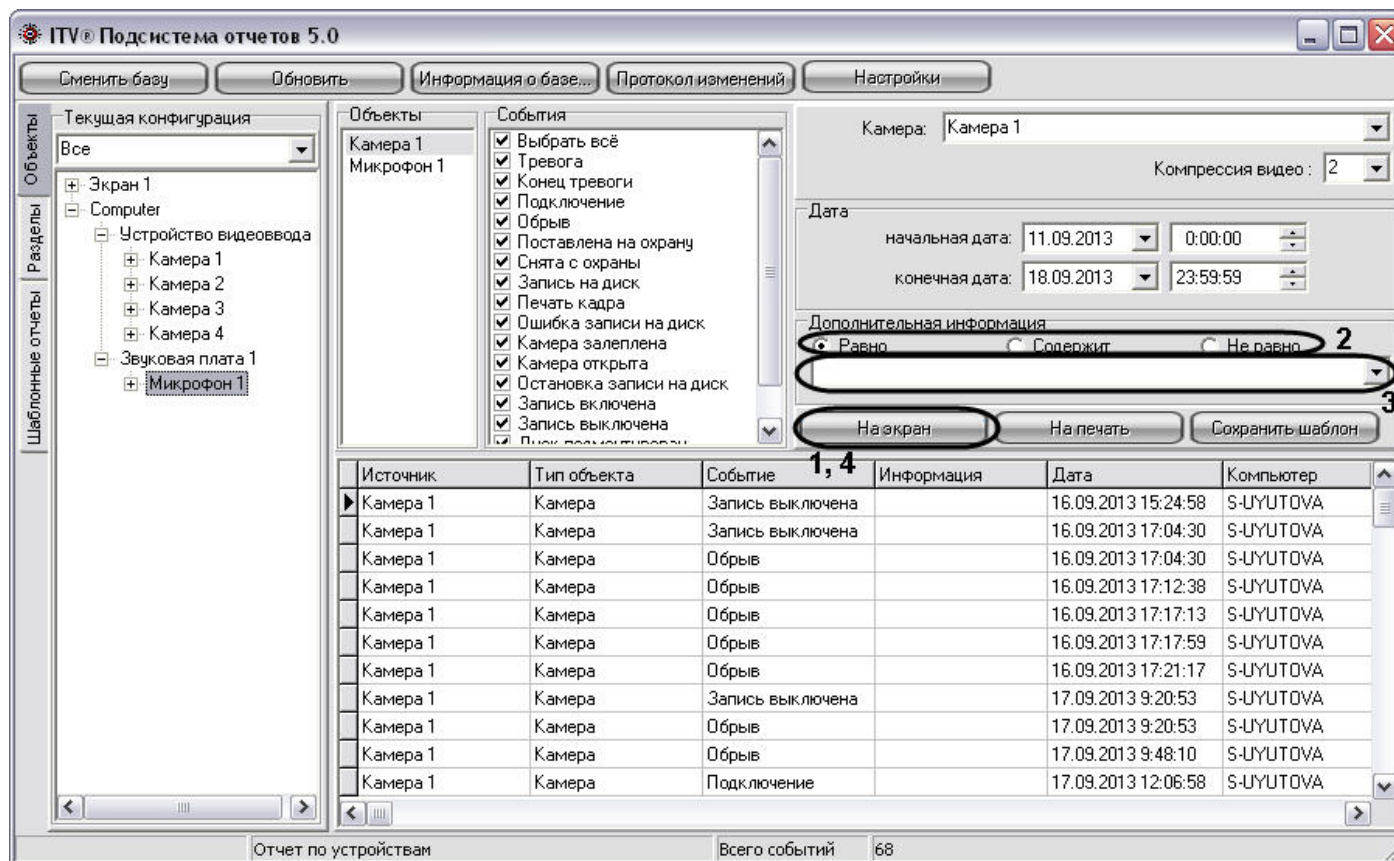 ITV® Подсистема отчетов 5.0
Сменить базу Обновить Информация о базе... Протокол изменений Настройки
Объекты
Разделы
Шаблонные отчеты
Текущая конфигурация
Все
Экран 1
Computer
Устройство видеоввода
Камера 1
Камера 2
Камера 3
Камера 4
Звуковая плата 1
Микрофон 1
Объекты
Камера 1
Микрофон 1
События
Выбрать всё
Тревога
Конец тревоги
Подключение
Обрыв
Поставлена на охрану
Снята с охраны
Запись на диск
Печать кадра
Ошибка записи на диск
Камера залеплена
Камера открыта
Остановка записи на диск
Запись включена
Запись выключена
Камера: Камера 1
Компрессия видео : 2
Дата
начальная дата: 11.09.2013 0:00:00
конечная дата: 18.09.2013 23:59:59
Дополнительная информация
Равно Содержит Не равно 2
3
На экран На печать Сохранить шаблон
1, 4
Источник Тип объекта Событие Информация Дата Компьютер
Камера 1 Камера Запись выключена 16.09.2013 15:24:58 S-UYUTOVA
Камера 1 Камера Запись выключена 16.09.2013 17:04:30 S-UYUTOVA
Камера 1 Камера Обрыв 16.09.2013 17:04:30 S-UYUTOVA
Камера 1 Камера Обрыв 16.09.2013 17:12:38 S-UYUTOVA
Камера 1 Камера Обрыв 16.09.2013 17:17:13 S-UYUTOVA
Камера 1 Камера Обрыв 16.09.2013 17:17:59 S-UYUTOVA
Камера 1 Камера Обрыв 16.09.2013 17:21:17 S-UYUTOVA
Камера 1 Камера Запись выключена 17.09.2013 9:20:53 S-UYUTOVA
Камера 1 Камера Обрыв 17.09.2013 9:20:53 S-UYUTOVA
Камера 1 Камера Обрыв 17.09.2013 9:48:10 S-UYUTOVA
Камера 1 Камера Подключение 17.09.2013 12:06:58 S-UYUTOVA
Отчет по устройствам Всего событий 68